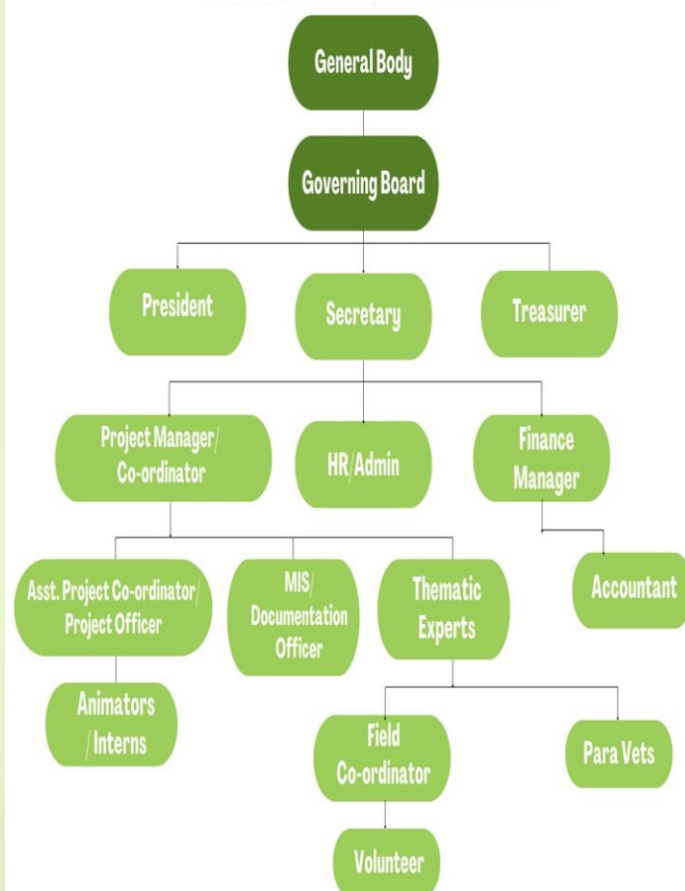 General Body
Governing Board
President
Secretary
Treasurer
Project Manager/
Co-ordinator
HR/Admin
Finance
Manager
Asst. Project Co-ordinator/
Project Officer
MIS/
Documentation
Officer
Thematic
Experts
Accountant
Animators
/Interns
Field
Co-ordinator
Para Vets
Volunteer